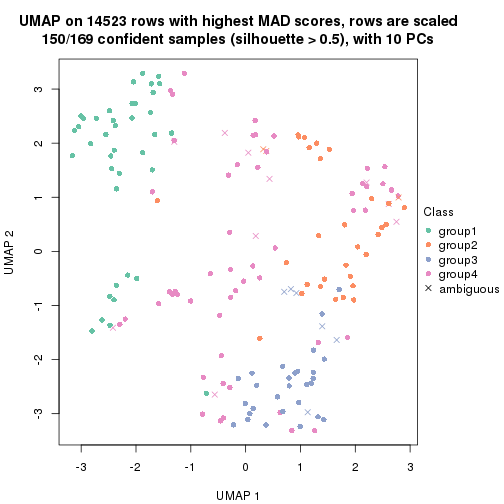 UMAP on 14523 rows with highest MAD scores, rows are scaled
150/169 confident samples (silhouette > 0.5), with 10 PCs
3
2
1
0
-1
-2
-3
UMAP 2
-3
-2
-1
0
1
2
3
UMAP 1
Class
group1
group2
group3
group4
ambiguous